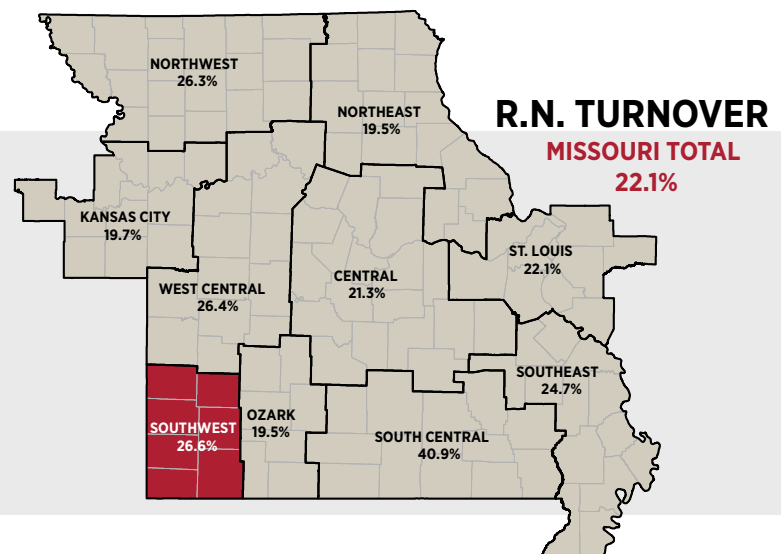 R.N. TURNOVER
MISSOURI TOTAL
22.1%
NORTHWEST
26.3%
NORTHEAST
19.5%
KANSAS CITY
19.7%
WEST CENTRAL
26.4%
CENTRAL
21.3%
ST. LOUIS
22.1%
SOUTHWEST
26.6%
OZARK
19.5%
SOUTH CENTRAL
40.9%
SOUTHEAST
24.7%